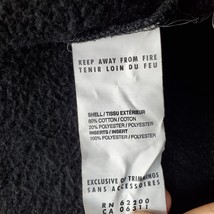 KEEP AWAY FROM FIRE
TENIR LOIN DU FEU
SHELL / TISSU EXTÉRIEUR
80% COTTON / COTON
20% POLYESTER / POLYESTER
INSERTS / INSERT
100% POLYESTER / POLYESTER
EXCLUSIVE OF TRIMMINGS
SANS ACCESSOIRES
RN 62200
CA 06311